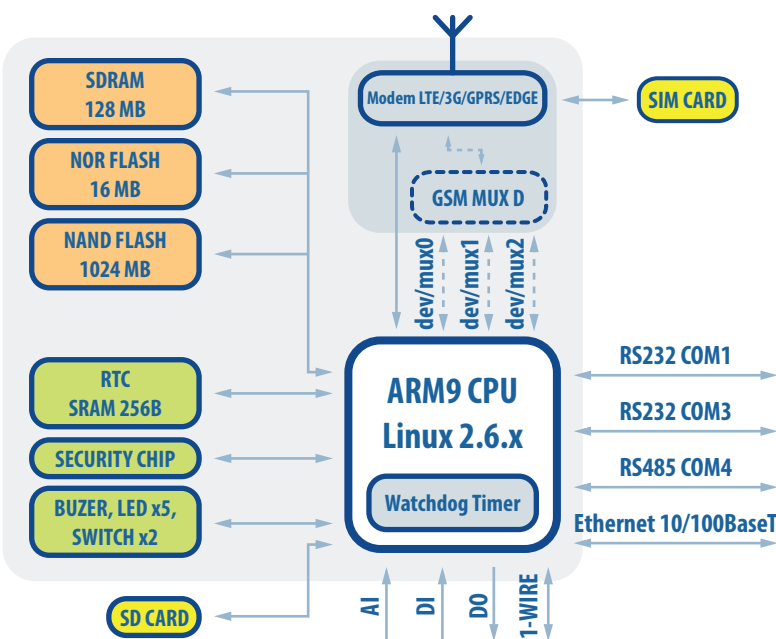 SDRAM
128 MB
NOR FLASH
16 MB
NAND FLASH
1024 MB
Modem LTE/3G/GPRS/EDGE
SIM CARD
GSM MUX D
dev/mux0
dev/mux1
dev/mux2
RTC
SRAM 256B
SECURITY CHIP
BUZER, LED x5,
SWITCH x2
SD CARD
ARM9 CPU
Linux 2.6.x
Watchdog Timer
RS232 COM1
RS232 COM3
RS485 COM4
Ethernet 10/100BaseT
AI
DI
DO
1-WIRE